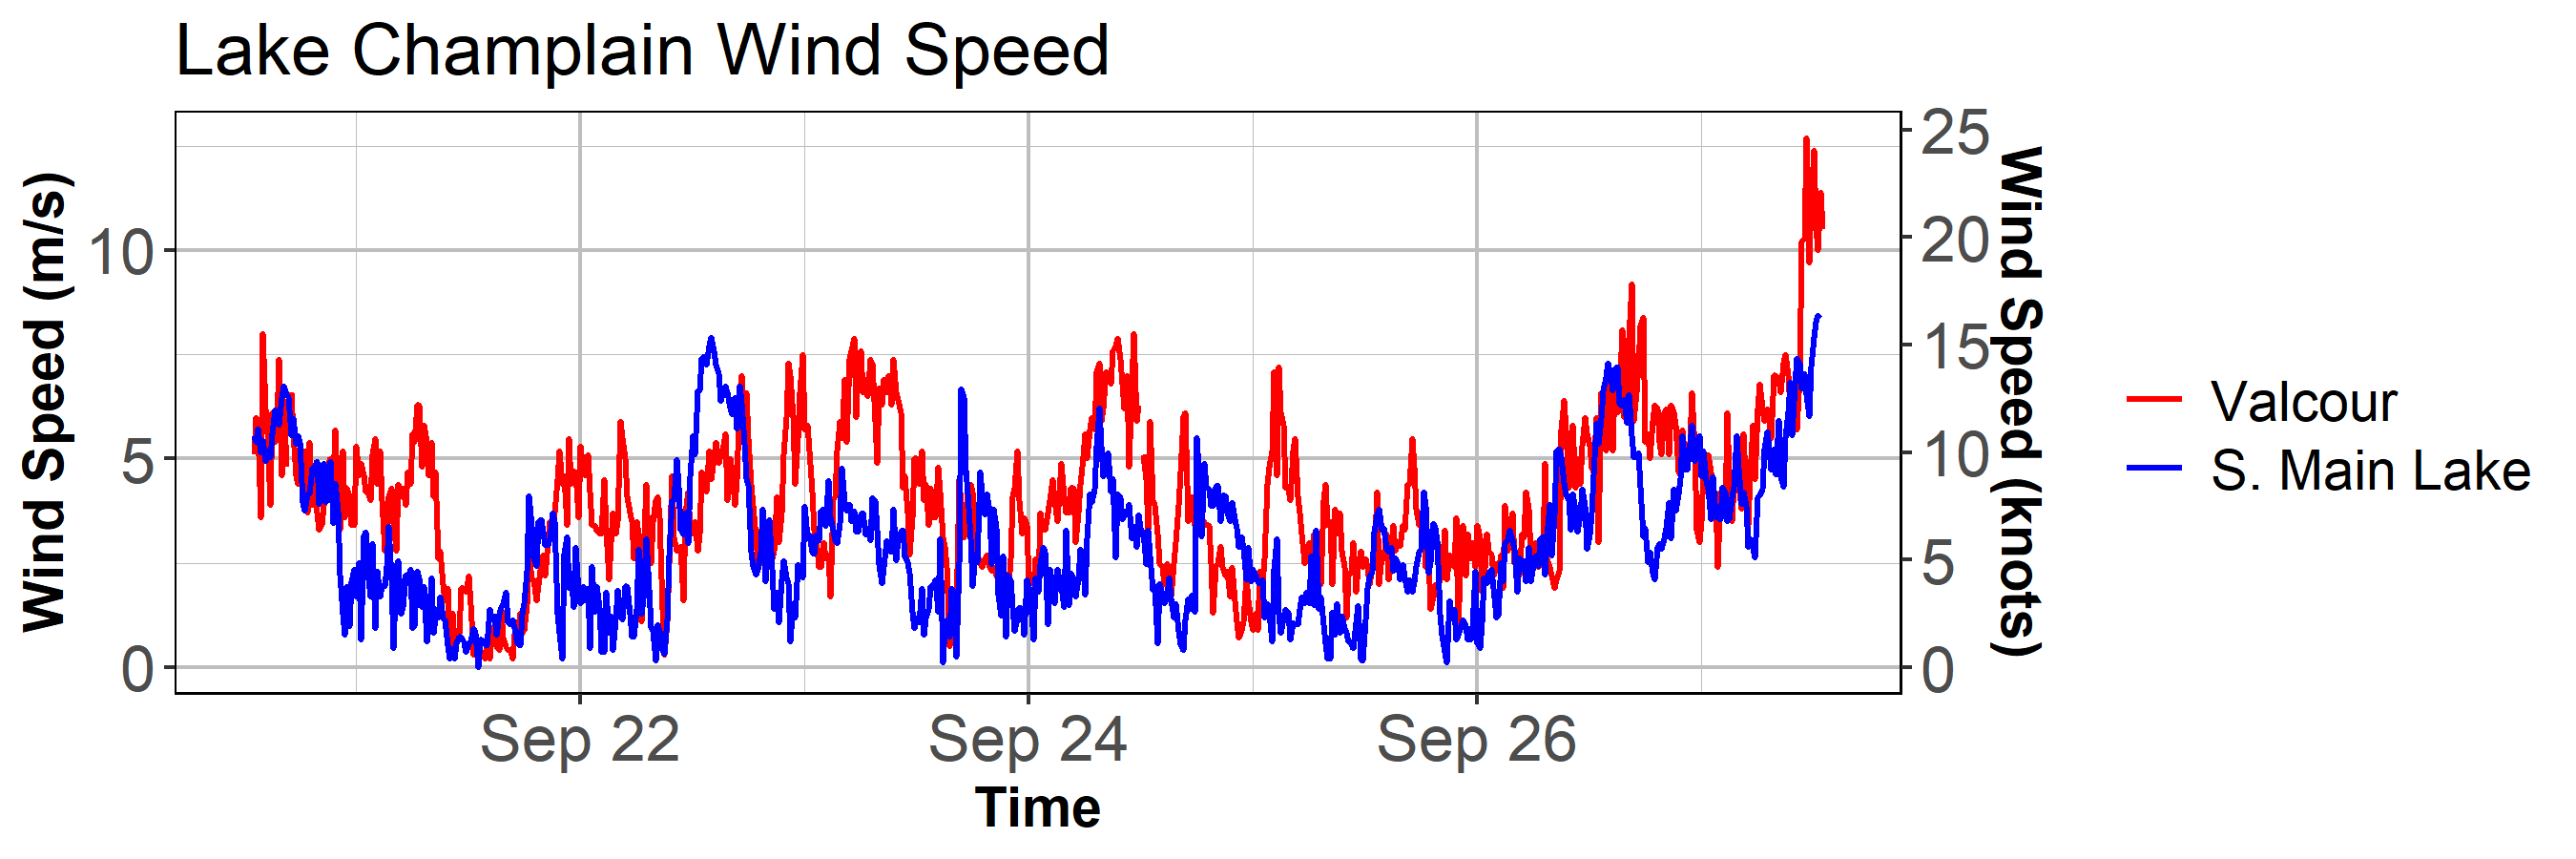 Lake Champlain Wind Speed
Wind Speed (m/s)
10
5
0
25
20
15
10
5
0
Wind Speed (knots)
Sep 22
Sep 24
Sep 26
Time
Valcour
S. Main Lake